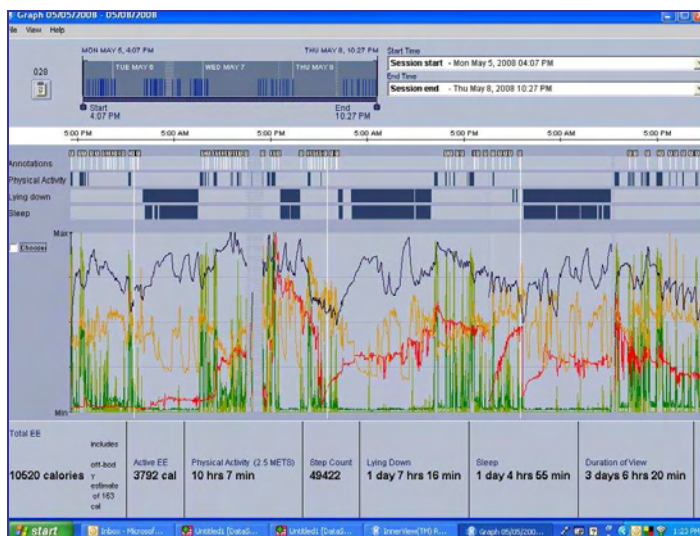 Graph 05/05/2008 - 05/08/2008
ile View Help
MON MAY 5, 4:07 PM
THU MAY 8, 10:27 PM
TUE MAY 6
WED MAY 7
THU MAY 8
028
Start
4:07 PM
End
10:27 PM
Start Time
Session start - Mon May 5, 2008 04:07 PM
End Time
Session end - Thu May 8, 2008 10:27 PM
5:00 PM 5:00 AM 5:00 PM 5:00 AM 5:00 PM 5:00 AM 5:00 PM
Annotations
Physical Activity
Lying down
Sleep
Max
Choose
Min
Total EE
10520 calories
includes
off-bod
y
estimate
of 163
cal
Active EE
3792 cal
Physical Activity (2.5 METS)
10 hrs 7 min
Step Count
49422
Lying Down
1 day 7 hrs 16 min
Sleep
1 day 4 hrs 55 min
Duration of View
3 days 6 hrs 20 min
start
Inbox - Microsof...
Untitled1 [DataS...
Untitled1 [DataS...
InnerView(TM) R...
Graph 05/05/200...
1:23 PM